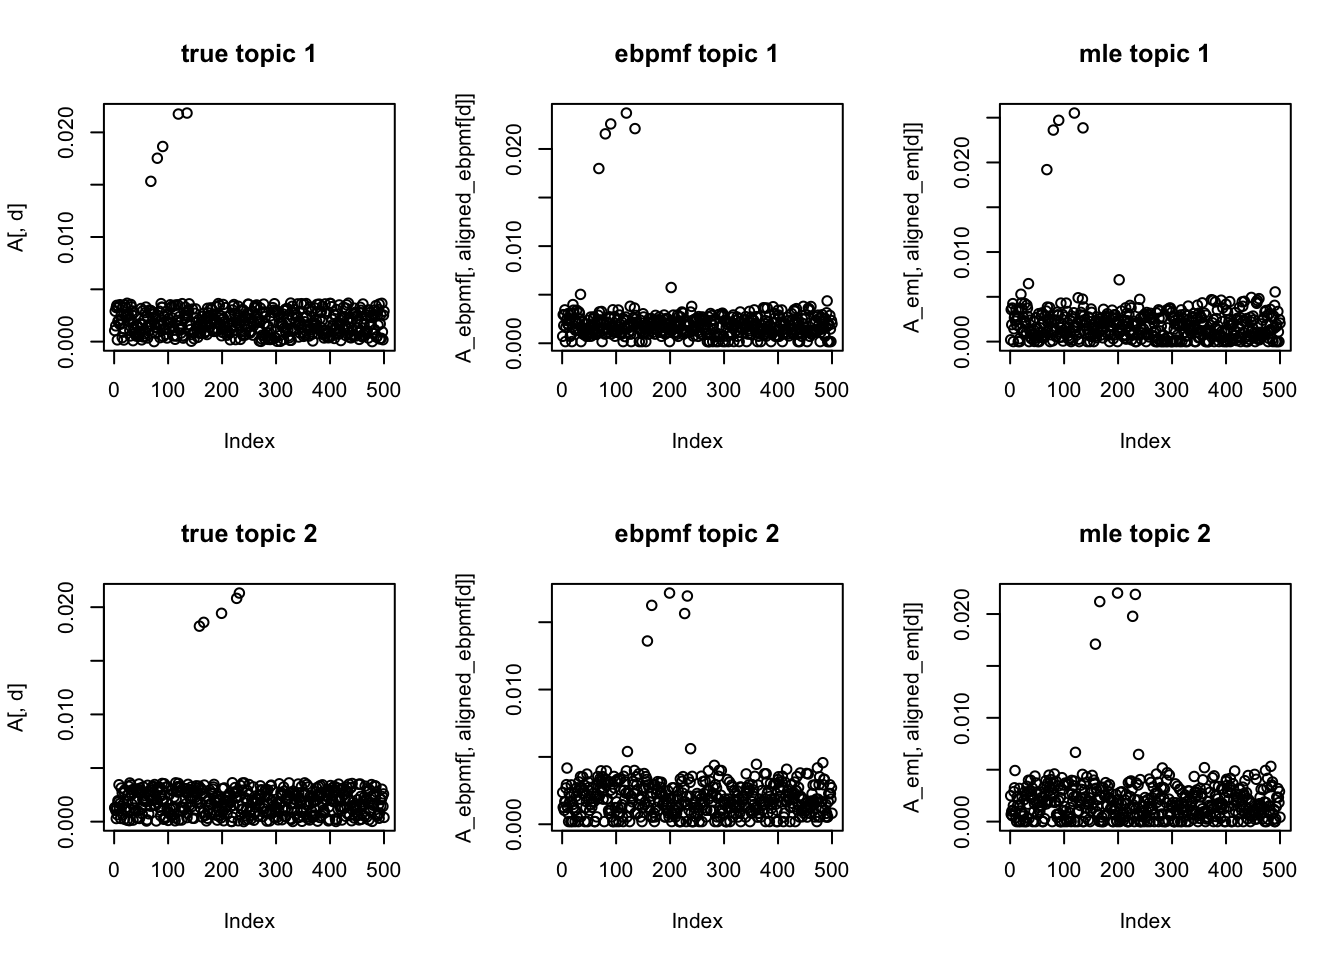 true topic 1
A[, d]
0.000 0.010 0.020
0 100 200 300 400 500
Index
ebpmf topic 1
A_ebpmf[, aligned_ebpmf[d]]
0.000 0.010 0.020
0 100 200 300 400 500
Index
mle topic 1
A_em[, aligned_em[d]]
0.000 0.010 0.020
0 100 200 300 400 500
Index
true topic 2
A[, d]
0.000 0.010 0.020
0 100 200 300 400 500
Index
ebpmf topic 2
A_ebpmf[, aligned_ebpmf[d]]
0.000 0.010
0 100 200 300 400 500
Index
mle topic 2
A_em[, aligned_em[d]]
0.000 0.010 0.020
0 100 200 300 400 500
Index